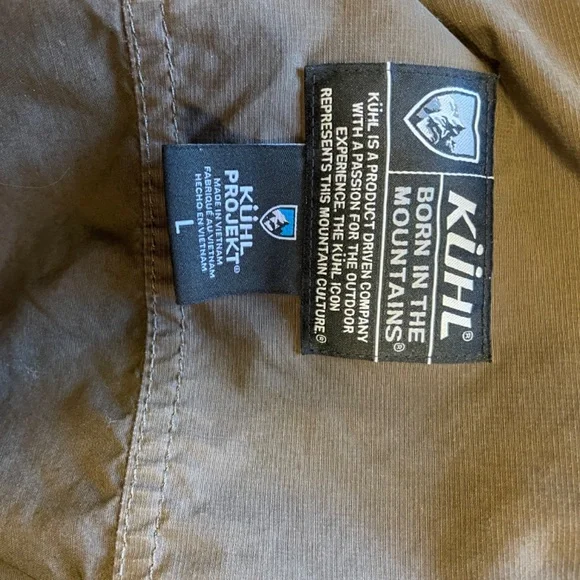 KÜHL®
BORN IN THE
MOUNTAINS®
KÜHL IS A PRODUCT DRIVEN COMPANY
WITH A PASSION FOR THE OUTDOOR
EXPERIENCE. THE KÜHL ICON
REPRESENTS THIS MOUNTAIN CULTURE®
KÜHL
PROJEKT®
MADE IN VIETNAM
FABRIQUÉ AU VIETNAM
HECHO EN VIETNAM
L